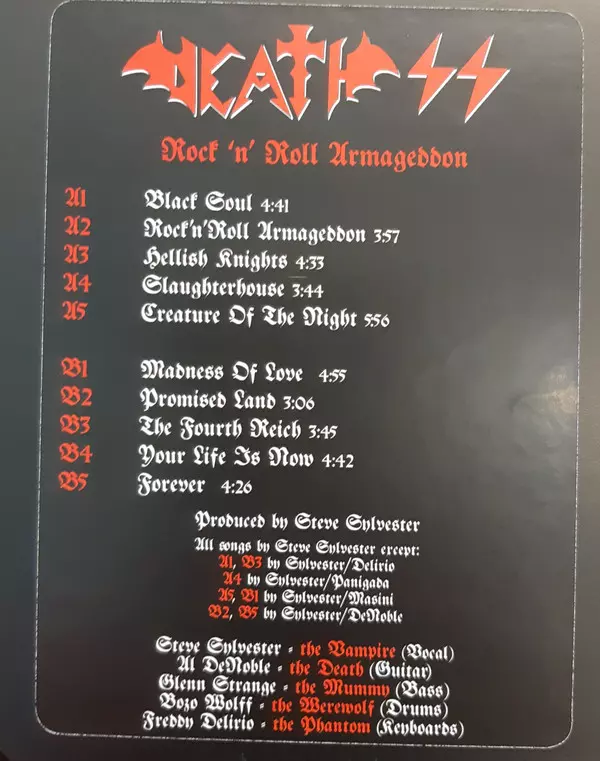 DEATH SS
Rock 'n' Roll Armageddon
A1 Black Soul 4:41
A2 Rock'n'Roll Armageddon 3:57
A3 Hellish Knights 4:33
A4 Slaughterhouse 3:44
A5 Creature Of The Night 5:56
B1 Madness Of Love 4:55
B2 Promised Land 3:06
B3 The Fourth Reich 3:45
B4 Your Life Is Now 4:42
B5 Forever 4:26
Produced by Steve Sylvester
All songs by Steve Sylvester except:
A1, B3 by Sylvester/Delirio
A4 by Sylvester/Panigada
A5, B1 by Sylvester/Masini
B2, B5 by Sylvester/DeNoble
Steve Sylvester - the Vampire (Vocal)
Al DeNoble - the Death (Guitar)
Glenn Strange - the Mummy (Bass)
Bozo Wolff - the Werewolf (Drums)
Freddy Delirio - the Phantom (Keyboards)